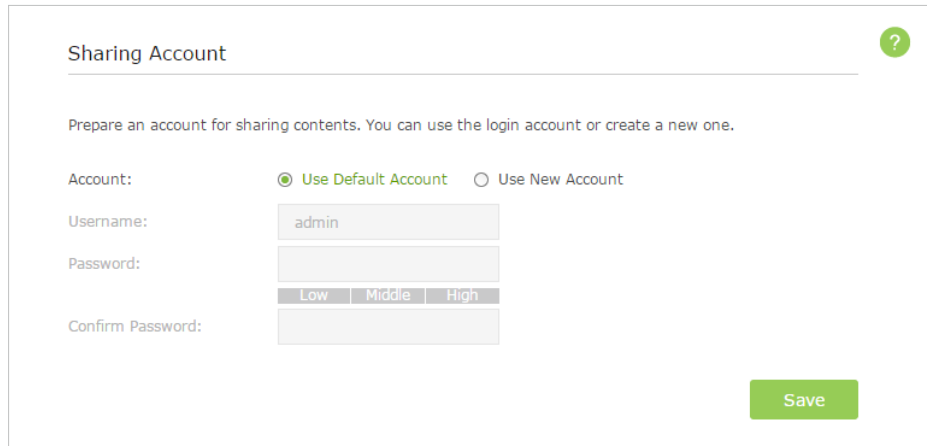 Sharing Account
?
Prepare an account for sharing contents. You can use the login account or create a new one.
Account: Use Default Account Use New Account
Username: admin
Password:
Low Middle High
Confirm Password:
Save